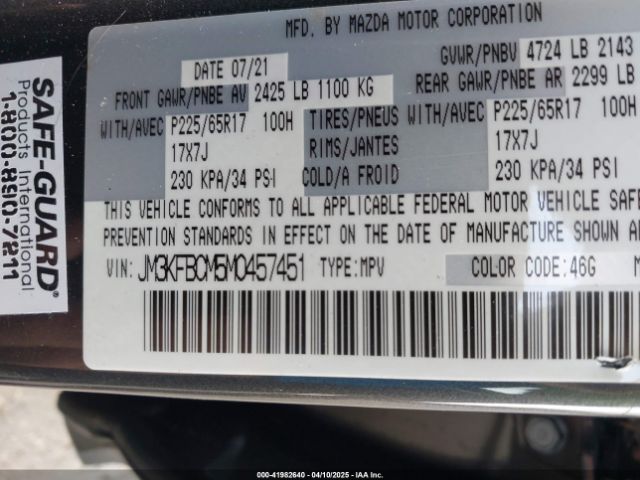 MFD. BY MAZDA MOTOR CORPORATION
DATE 07/21 GVWR/PNBV 4724 LB 2143
FRONT GAWR/PNBE AV 2425 LB 1100 KG REAR GAWR/PNBE AR 2299 LB
WITH/AVEC P225/65R17 100H TIRES/PNEUS WITH/AVEC P225/65R17 100H
17X7J RIMS/JANTES 17X7J
230 KPA/34 PSI COLD/A FROID 230 KPA/34 PSI
THIS VEHICLE CONFORMS TO ALL APPLICABLE FEDERAL MOTOR VEHICLE SAFE
PREVENTION STANDARDS IN EFFECT ON THE DATE OF MANUFACTURE SHOWN A
VIN: JM3KFBCM5M0457451 TYPE:MPV COLOR CODE:46G
SAFE-GUARD
Products International
1-800-890-7211
000-41982640 - 04/10/2025 - IAA Inc.